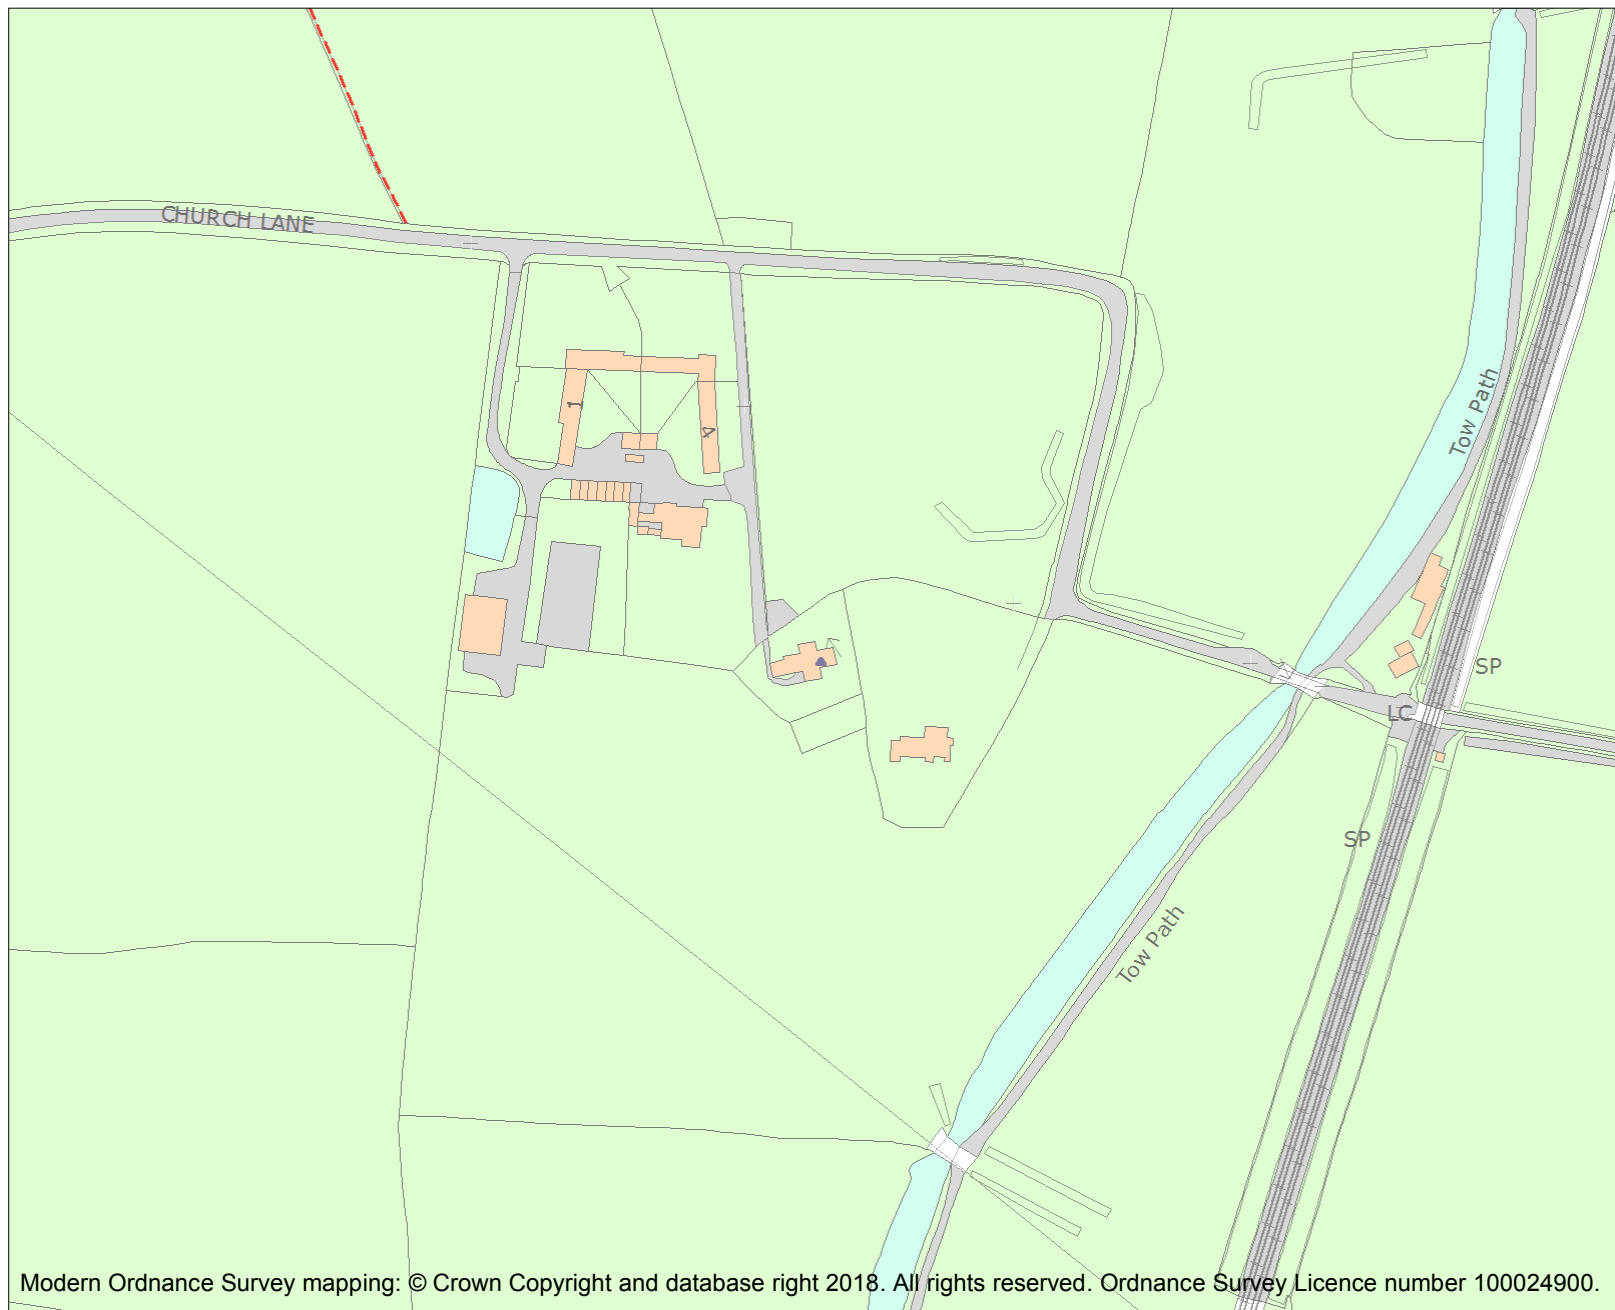 CHURCH LANE
1
4
Tow Path
SP
LC
SP
Tow Path
Modern Ordnance Survey mapping: © Crown Copyright and database right 2018. All rights reserved. Ordnance Survey Licence number 100024900.